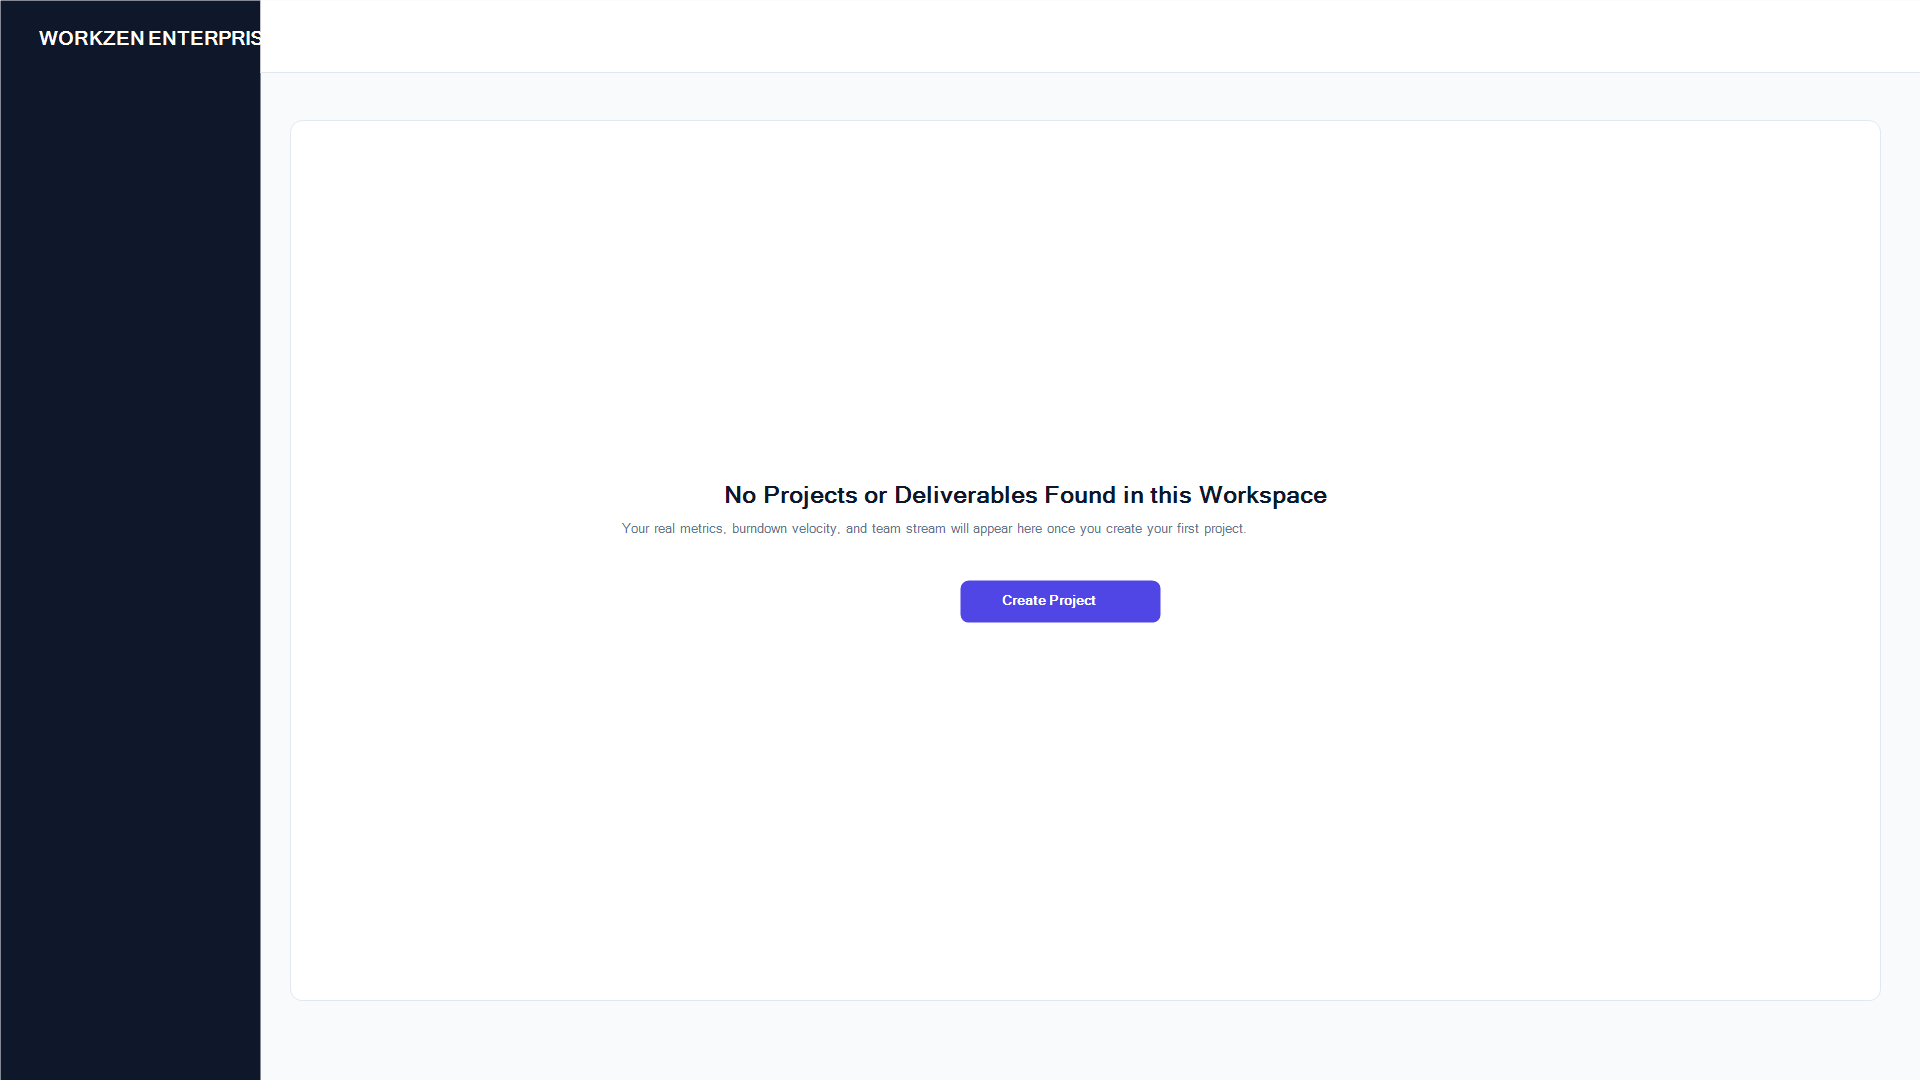 WORKZEN ENTERPRIS
No Projects or Deliverables Found in this Workspace
Your real metrics, burndown velocity, and team stream will appear here once you create your first project.
Create Project